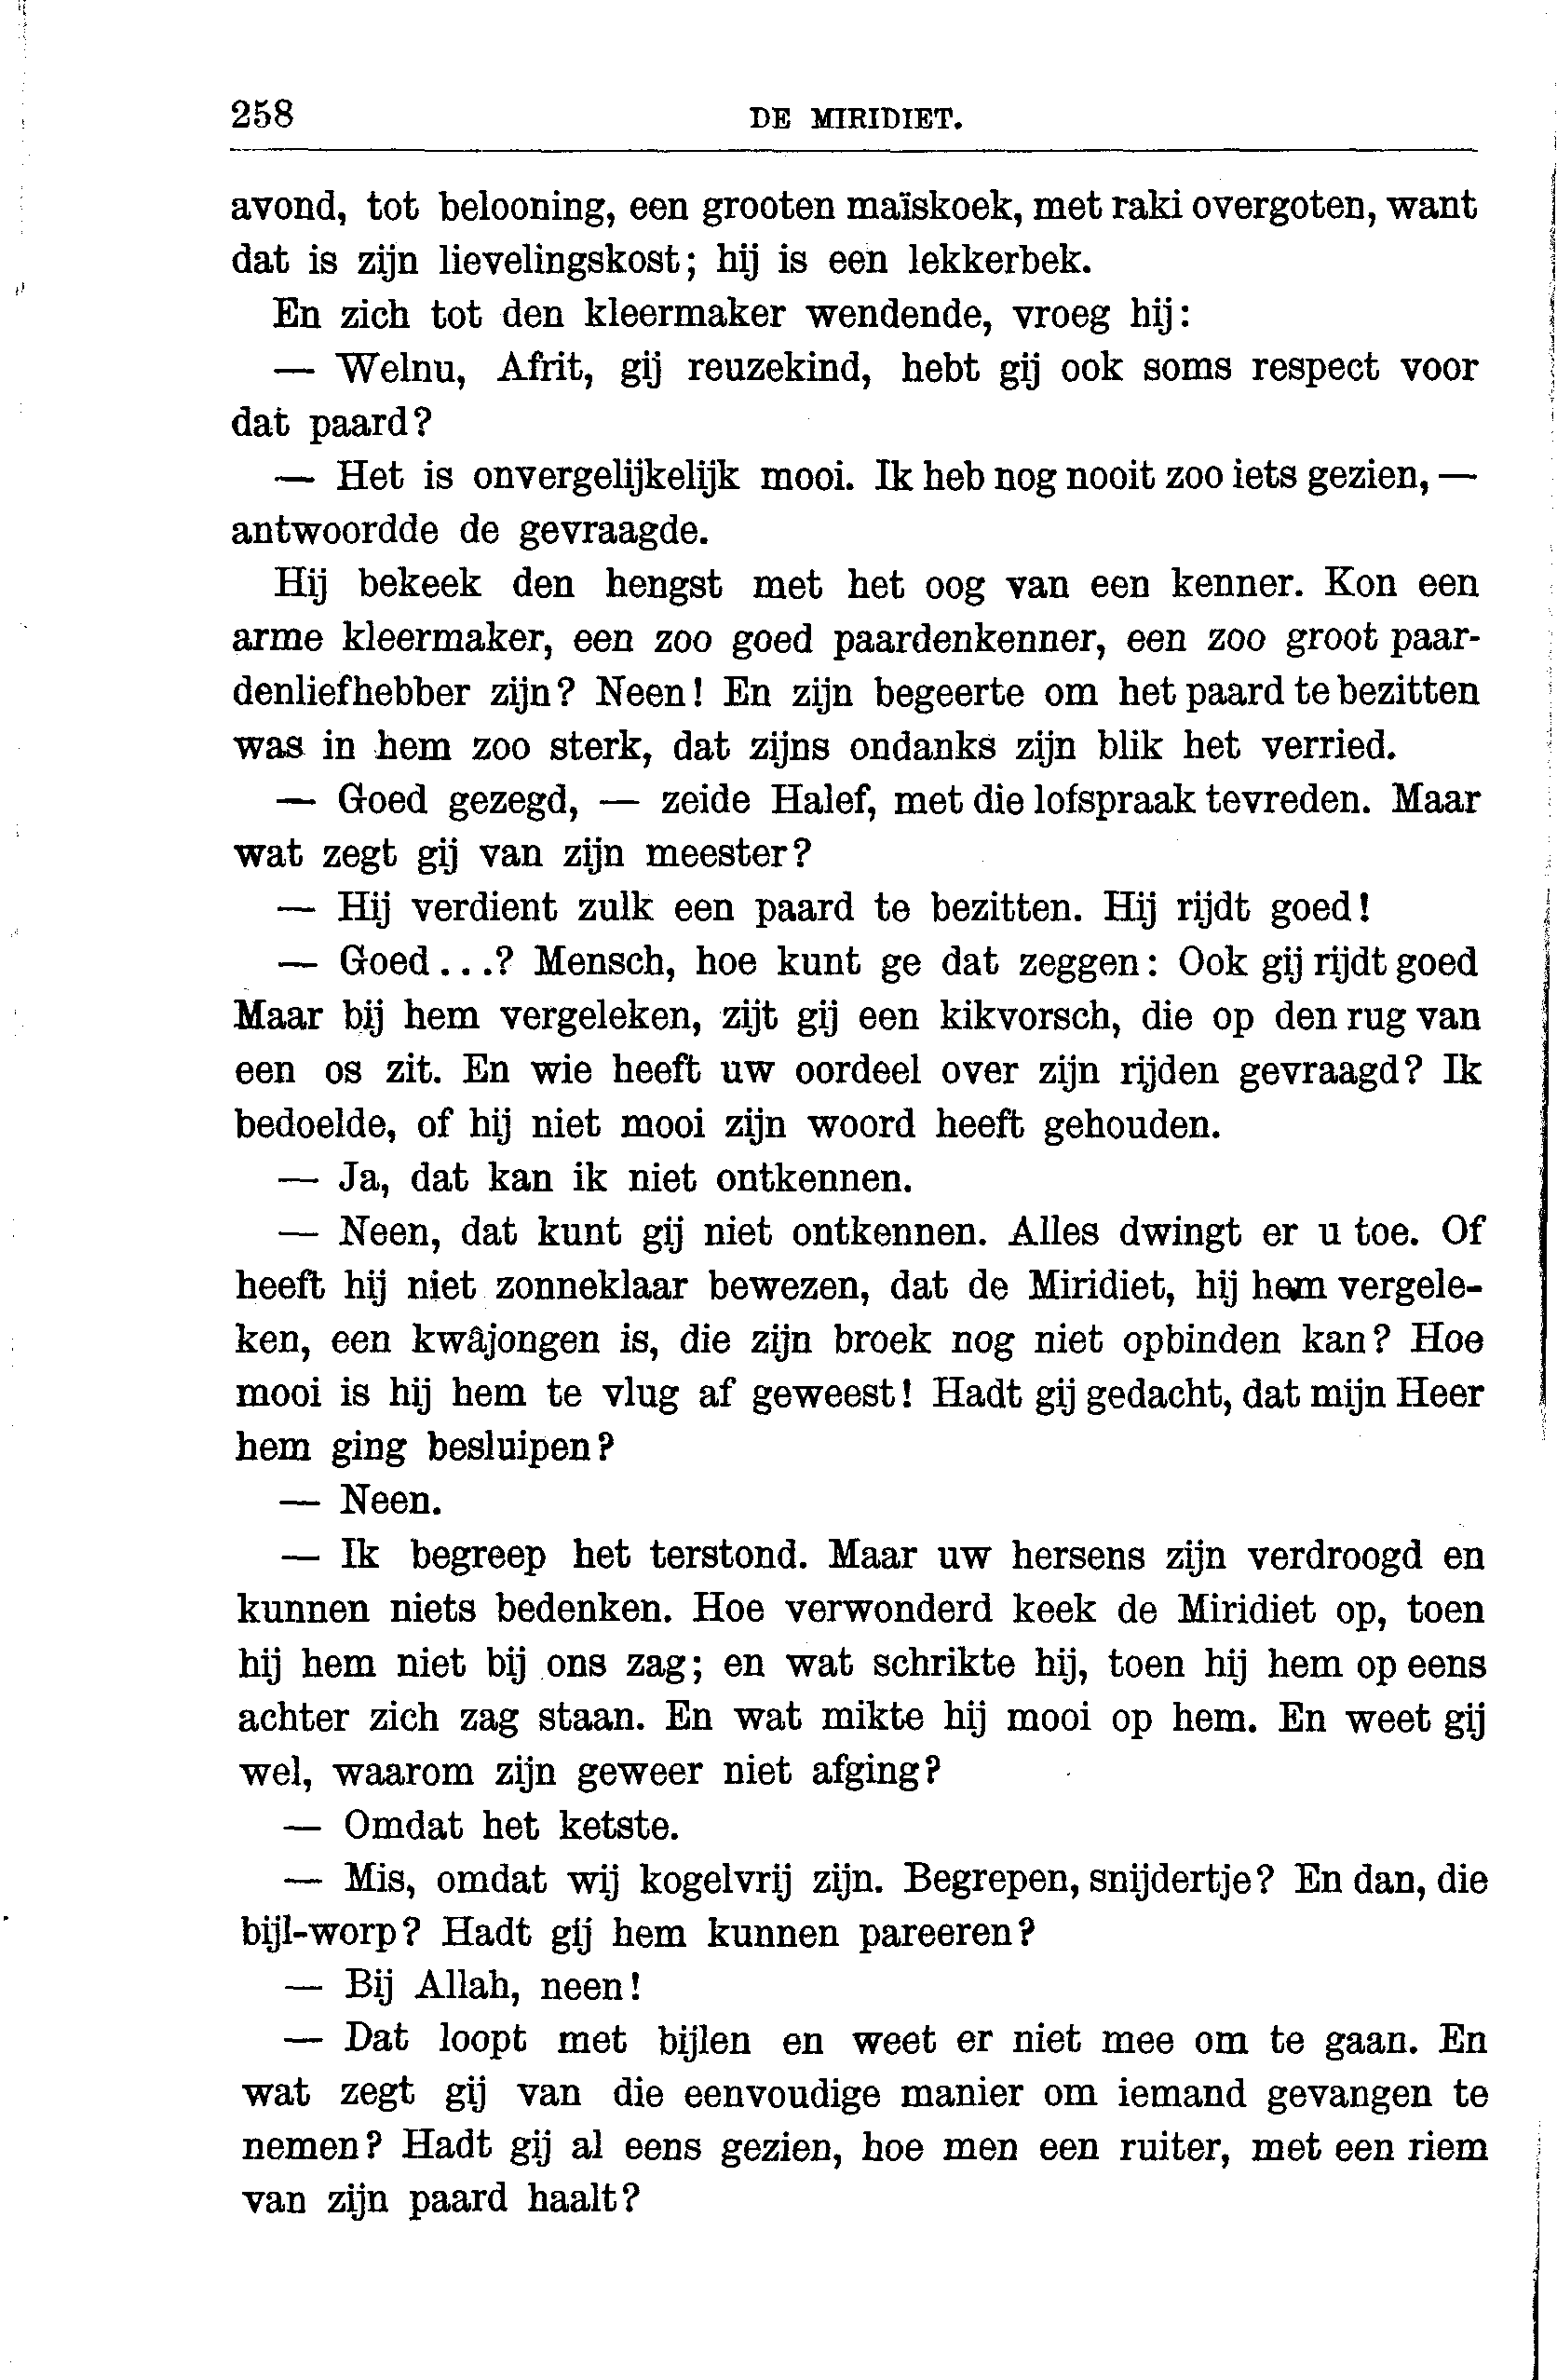 258 DE MIRIDIET.
avond, tot belooning, een grooten maïskoek, met raki overgoten, want
dat is zijn lievelingskost; hij is een lekkerbek.
En zich tot den kleermaker wendende, vroeg hij:
— Welnu, Afrit, gij reuzekind, hebt gij ook soms respect voor
dat paard?
— Het is onvergelijkelijk mooi. Ik heb nog nooit zoo iets gezien, —
antwoordde de gevraagde.
Hij bekeek den hengst met het oog van een kenner. Kon een
arme kleermaker, een zoo goed paardenkenner, een zoo groot paar-
denliefhebber zijn? Neen! En zijn begeerte om het paard te bezitten
was in hem zoo sterk, dat zijns ondanks zijn blik het verried.
— Goed gezegd, — zeide Halef, met die lofspraak tevreden. Maar
wat zegt gij van zijn meester?
— Hij verdient zulk een paard te bezitten. Hij rijdt goed!
— Goed...? Mensch, hoe kunt ge dat zeggen: Ook gij rijdt goed
Maar bij hem vergeleken, zijt gij een kikvorsch, die op den rug van
een os zit. En wie heeft uw oordeel over zijn rijden gevraagd? Ik
bedoelde, of hij niet mooi zijn woord heeft gehouden.
— Ja, dat kan ik niet ontkennen.
— Neen, dat kunt gij niet ontkennen. Alles dwingt er u toe. Of
heeft hij niet zonneklaar bewezen, dat de Miridiet, bij hem vergele-
ken, een kwâjongen is, die zijn broek nog niet opbinden kan? Hoe
mooi is hij hem te vlug af geweest! Hadt gij gedacht, dat mijn Heer
hem ging besluipen?
— Neen.
— Ik begreep het terstond. Maar uw hersens zijn verdroogd en
kunnen niets bedenken. Hoe verwonderd keek de Miridiet op, toen
hij hem niet bij ons zag; en wat schrikte hij, toen hij hem op eens
achter zich zag staan. En wat mikte hij mooi op hem. En weet gij
wel, waarom zijn geweer niet afging?
— Omdat het ketste.
— Mis, omdat wij kogelvrij zijn. Begrepen, snijdertje? En dan, die
bijl-worp? Hadt gij hem kunnen pareeren?
— Bij Allah, neen!
— Dat loopt met bijlen en weet er niet mee om te gaan. En
wat zegt gij van die eenvoudige manier om iemand gevangen te
nemen? Hadt gij al eens gezien, hoe men een ruiter, met een riem
van zijn paard haalt?